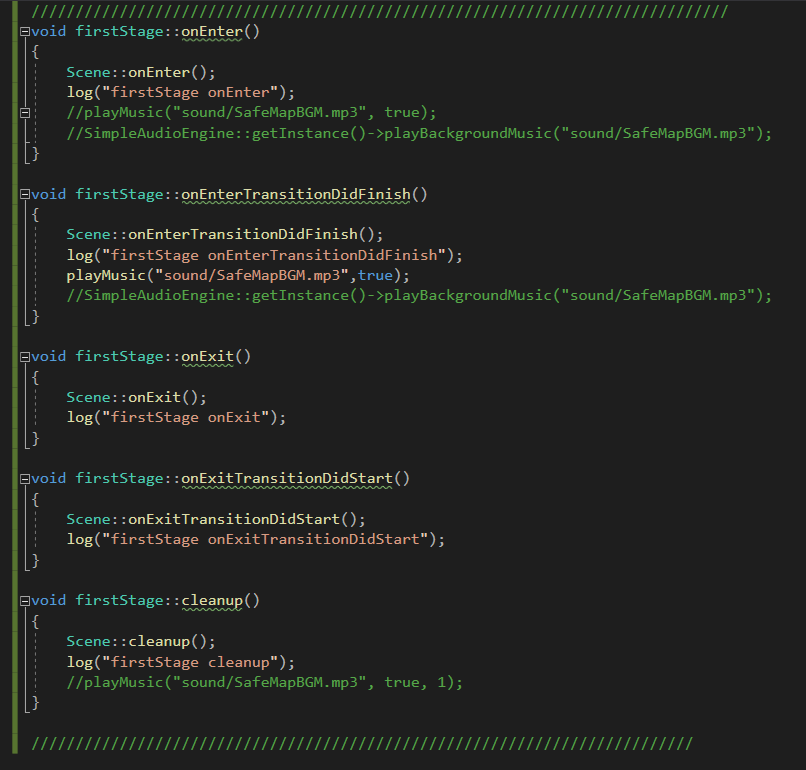 ///////////////////////////////////////////////////////////////////////////////
void firstStage::onEnter()
{
Scene::onEnter();
log("firstStage onEnter");
//playMusic("sound/SafeMapBGM.mp3", true);
//SimpleAudioEngine::getInstance()->playBackgroundMusic("sound/SafeMapBGM.mp3");
}
void firstStage::onEnterTransitionDidFinish()
{
Scene::onEnterTransitionDidFinish();
log("firstStage onEnterTransitionDidFinish");
playMusic("sound/SafeMapBGM.mp3",true);
//SimpleAudioEngine::getInstance()->playBackgroundMusic("sound/SafeMapBGM.mp3");
}
void firstStage::onExit()
{
Scene::onExit();
log("firstStage onExit");
}
void firstStage::onExitTransitionDidStart()
{
Scene::onExitTransitionDidStart();
log("firstStage onExitTransitionDidStart");
}
void firstStage::cleanup()
{
Scene::cleanup();
log("firstStage cleanup");
//playMusic("sound/SafeMapBGM.mp3", true, 1);
}
///////////////////////////////////////////////////////////////////////////